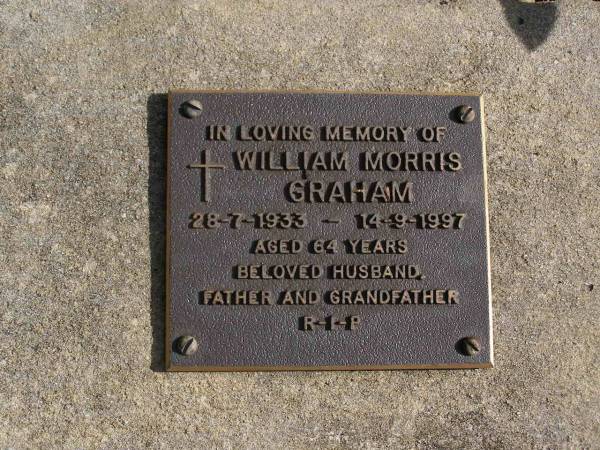 IN LOVING MEMORY OF
WILLIAM MORRIS
GRAHAM
28-7-1933 - 14-9-1997
AGED 64 YEARS
BELOVED HUSBAND,
FATHER AND GRANDFATHER
R-I-P